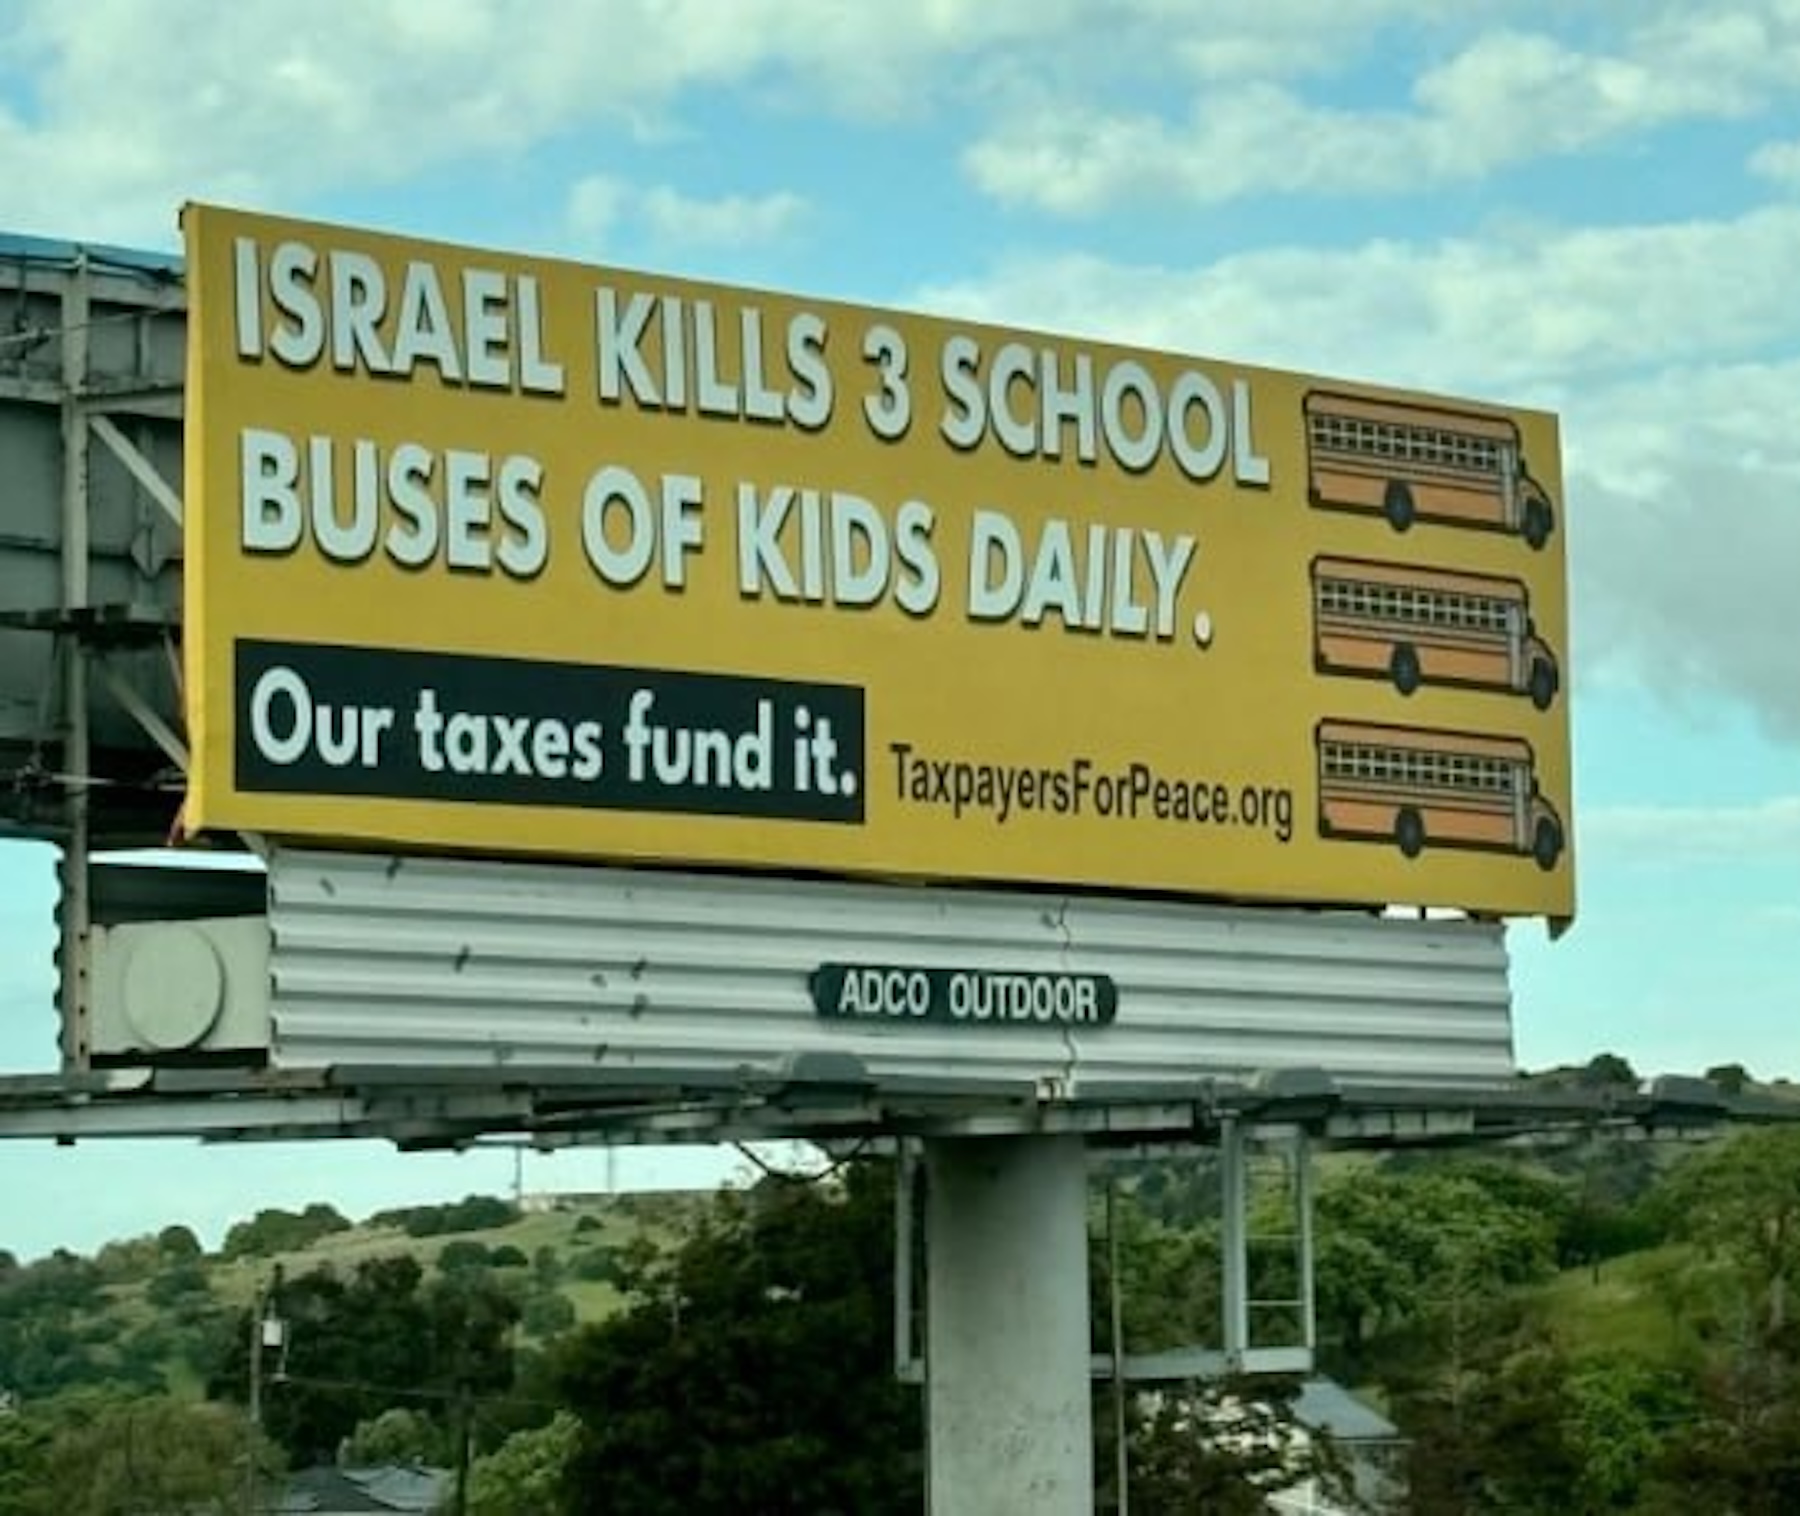 ISRAEL KILLS 3 SCHOOL
BUSES OF KIDS DAILY.
Our taxes fund it.
TaxpayersForPeace.org
ADCO OUTDOOR